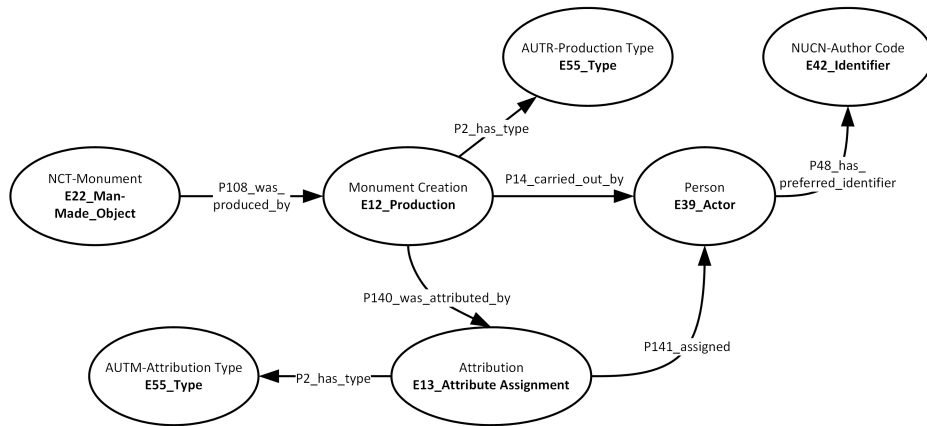 AUTR-Production Type
E55_Type
NUCN-Author Code
E42_Identifier
P2_has_type
P48_has_
preferred_identifier
NCT-Monument
E22_Man-
Made_Object
P108_was_
produced_by
Monument Creation
E12_Production
P14_carried_out_by
Person
E39_Actor
P140_was_attributed_by
P141_assigned
AUTM-Attribution Type
E55_Type
P2_has_type
Attribution
E13_Attribute Assignment